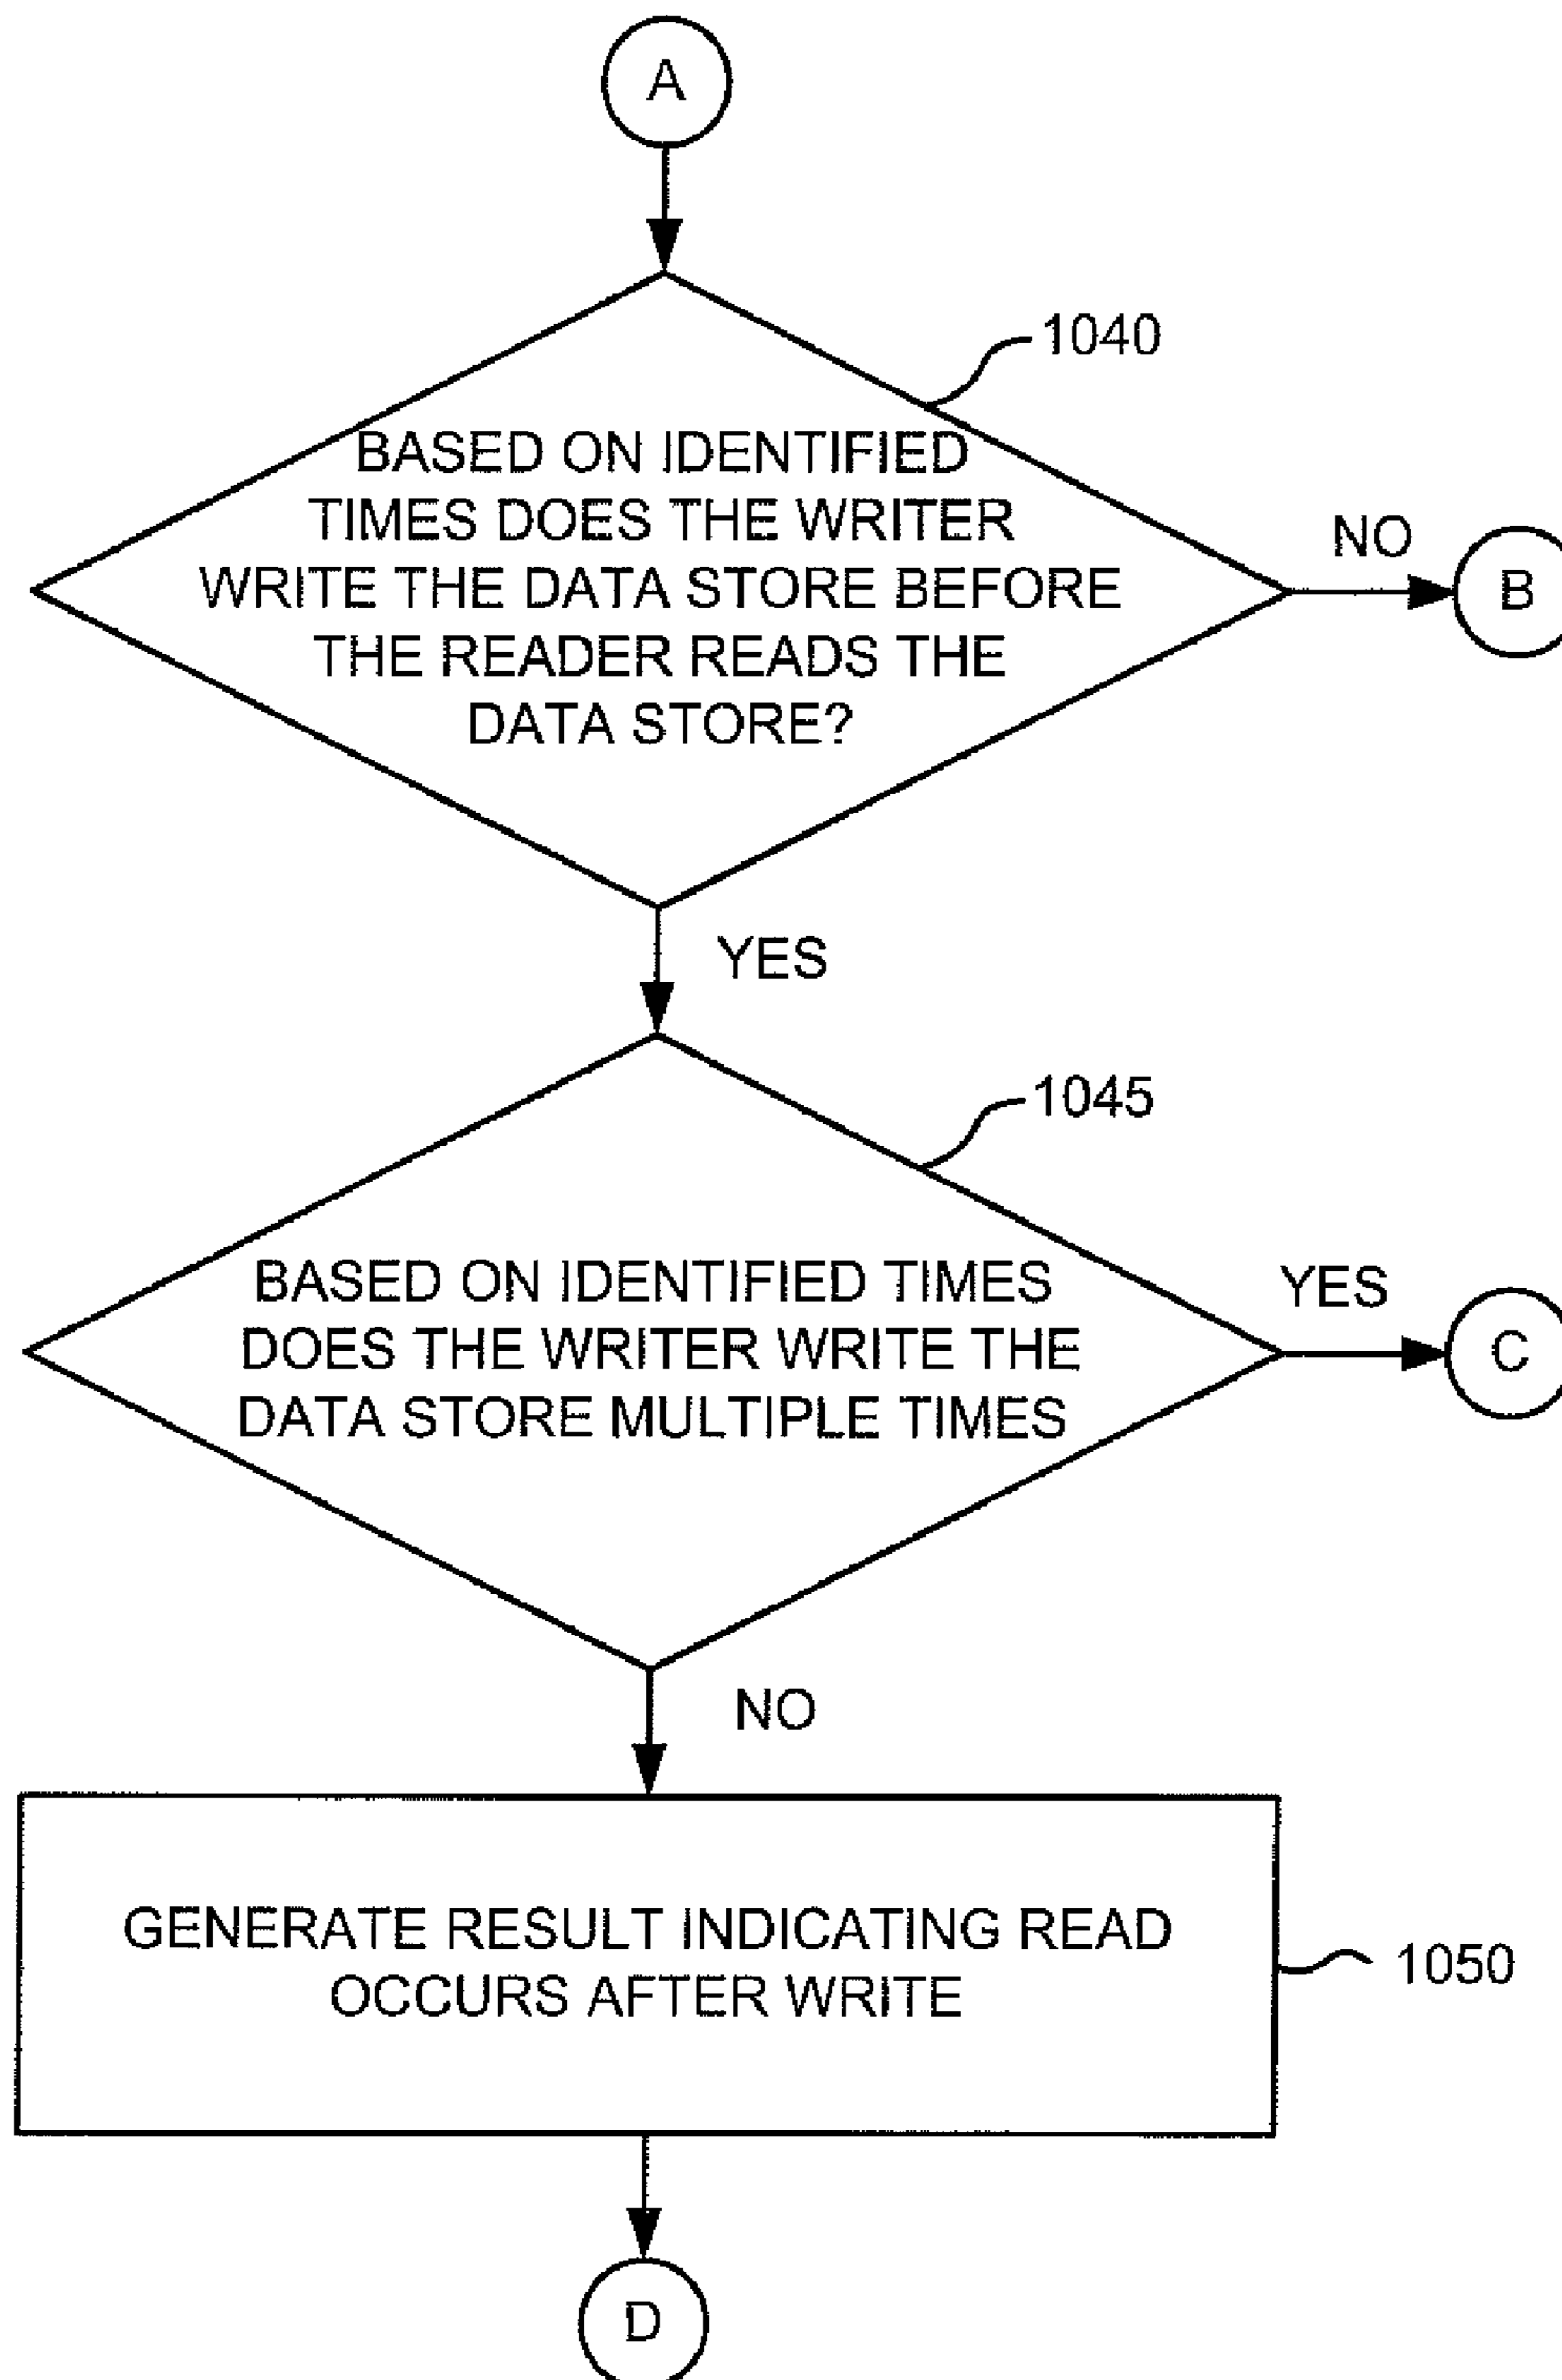 A
1040
BASED ON IDENTIFIED
TIMES DOES THE WRITER
WRITE THE DATA STORE BEFORE
THE READER READS THE
DATA STORE?
NO
B
YES
1045
BASED ON IDENTIFIED TIMES
DOES THE WRITER WRITE THE
DATA STORE MULTIPLE TIMES
YES
C
NO
GENERATE RESULT INDICATING READ
OCCURS AFTER WRITE
1050
D